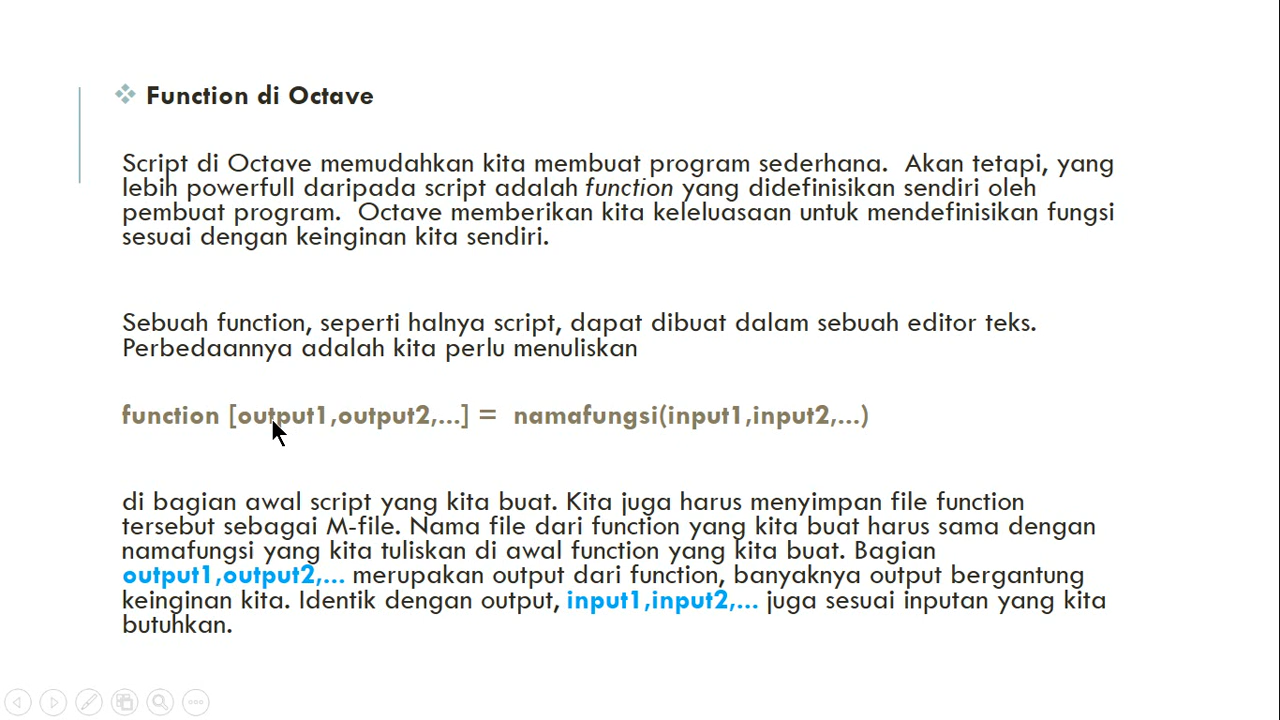 Function di Octave
Script di Octave memudahkan kita membuat program sederhana.  Akan tetapi, yang
lebih powerfull daripada script adalah function yang didefinisikan sendiri oleh
pembuat program.  Octave memberikan kita keleluasaan untuk mendefinisikan fungsi
sesuai dengan keinginan kita sendiri.
Sebuah function, seperti halnya script, dapat dibuat dalam sebuah editor teks.
Perbedaannya adalah kita perlu menuliskan
function [output1,output2,...] =  namafungsi(input1,input2,...)
di bagian awal script yang kita buat. Kita juga harus menyimpan file function
tersebut sebagai M-file. Nama file dari function yang kita buat harus sama dengan
namafungsi yang kita tuliskan di awal function yang kita buat. Bagian
output1,output2,... merupakan output dari function, banyaknya output bergantung
keinginan kita. Identik dengan output, input1,input2,... juga sesuai inputan yang kita
butuhkan.